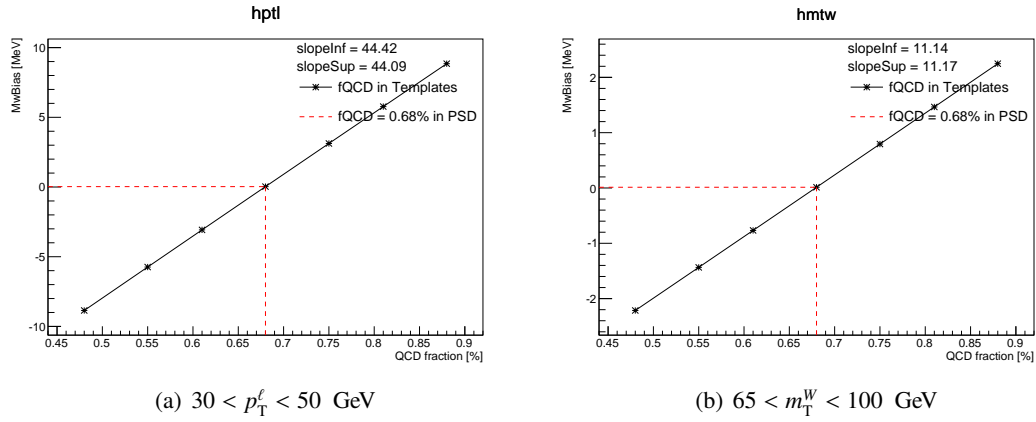 hptl
MwBias [MeV]
slopeInf = 44.42
slopeSup = 44.09
fQCD in Templates
fQCD = 0.68% in PSD
10
5
0
-5
-10
0.45 0.5 0.55 0.6 0.65 0.7 0.75 0.8 0.85 0.9
QCD fraction [%]
(a) 30 < p_T^ℓ < 50 GeV
hmtw
MwBias [MeV]
slopeInf = 11.14
slopeSup = 11.17
fQCD in Templates
fQCD = 0.68% in PSD
2
1
0
-1
-2
0.45 0.5 0.55 0.6 0.65 0.7 0.75 0.8 0.85 0.9
QCD fraction [%]
(b) 65 < m_T^W < 100 GeV